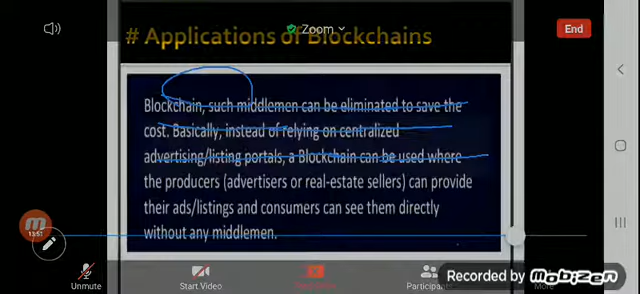 Zoom
End
# Applications of Blockchains
Blockchain, such middlemen can be eliminated to save the
cost. Basically, instead of relying on centralized
advertising/listing portals, a Blockchain can be used where
the producers (advertisers or real-estate sellers) can provide
their ads/listings and consumers can see them directly
without any middlemen.
13:51
Unmute
Start Video
Participants
More
Recorded by Mobizen